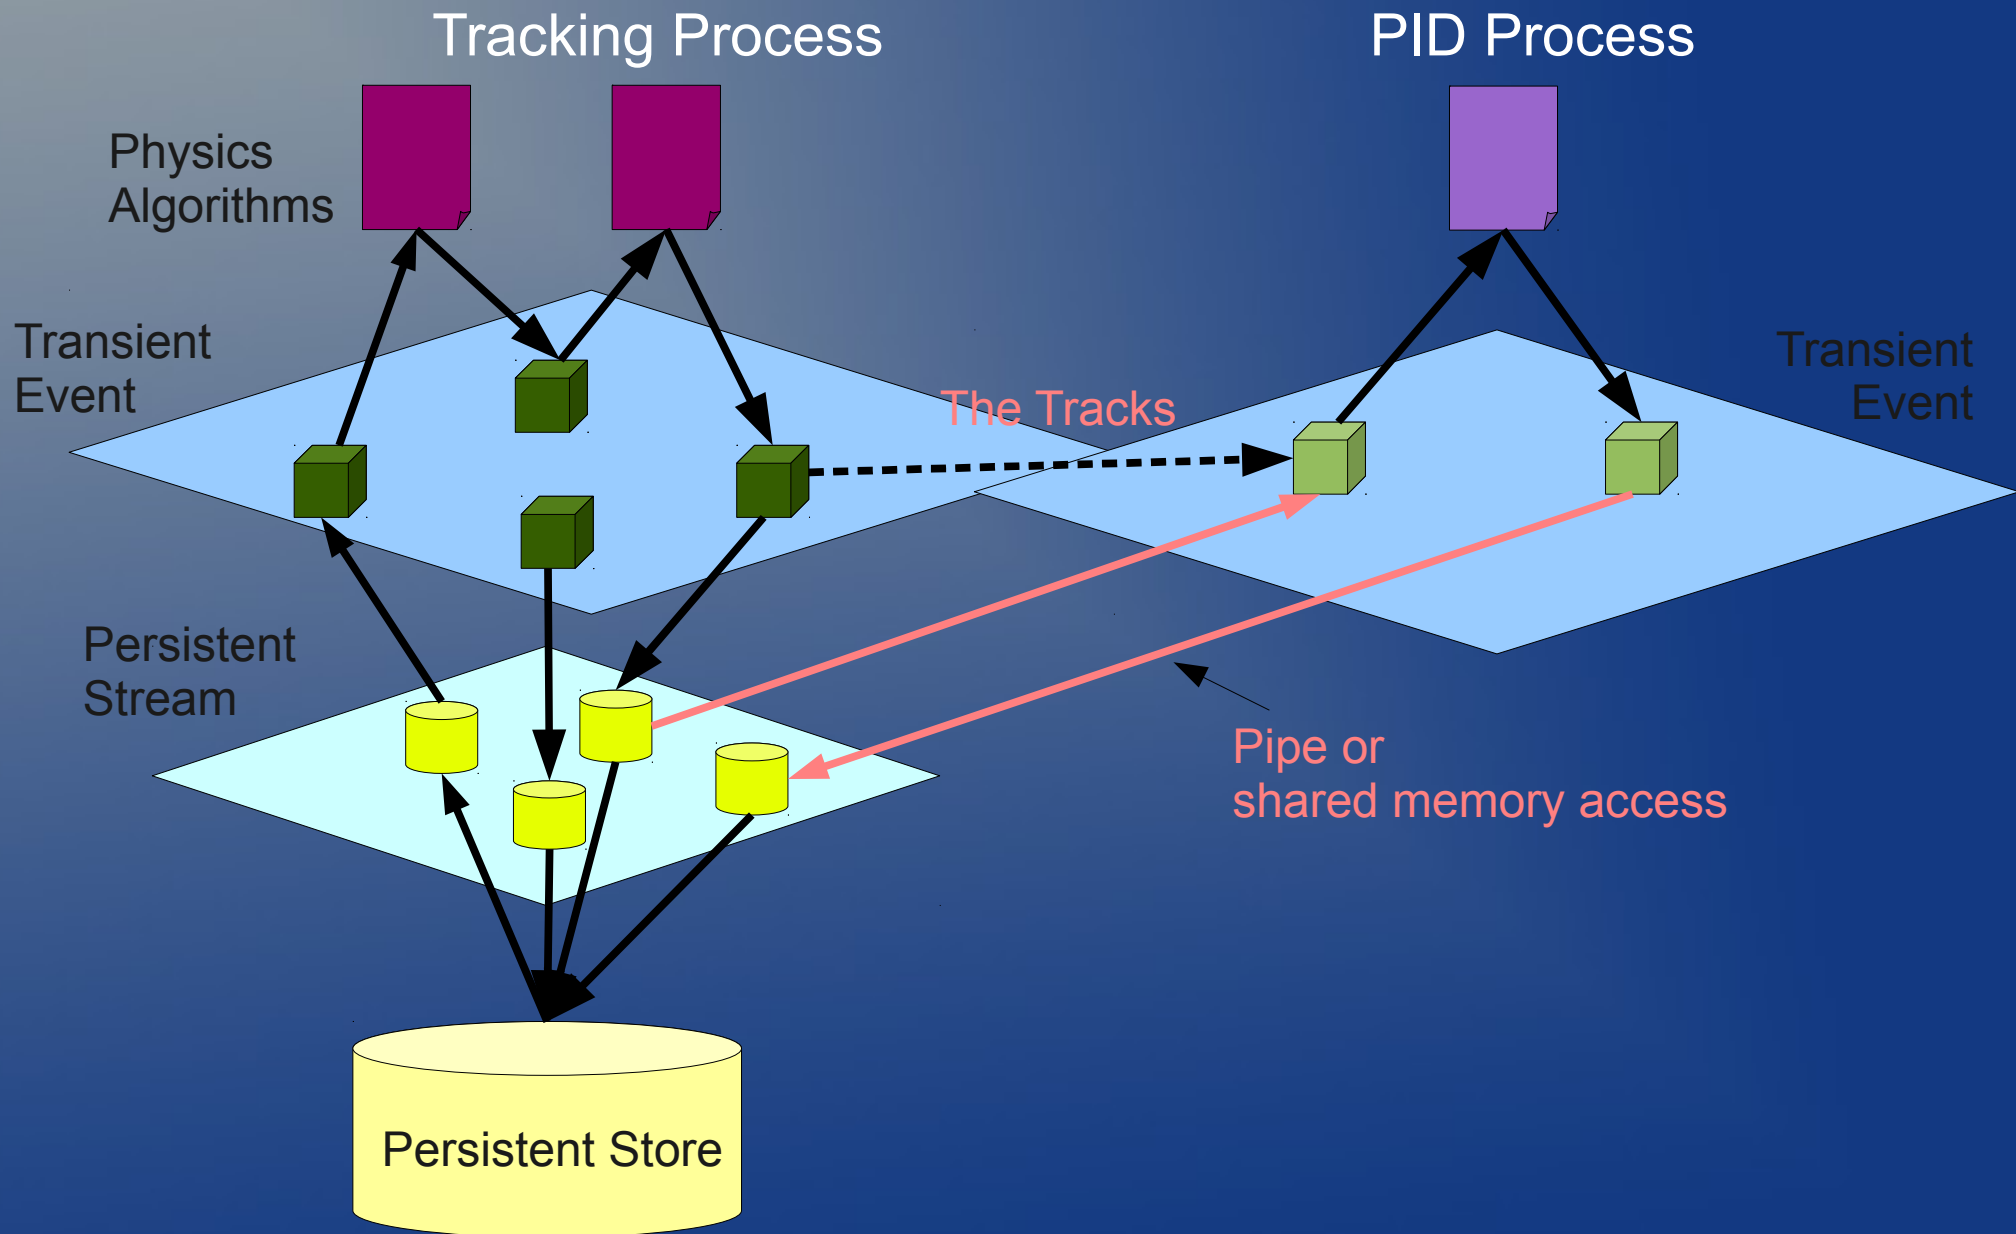 Tracking Process
PID Process
Physics
Algorithms
Transient
Event
Transient
Event
The Tracks
Persistent
Stream
Pipe or
shared memory access
Persistent Store